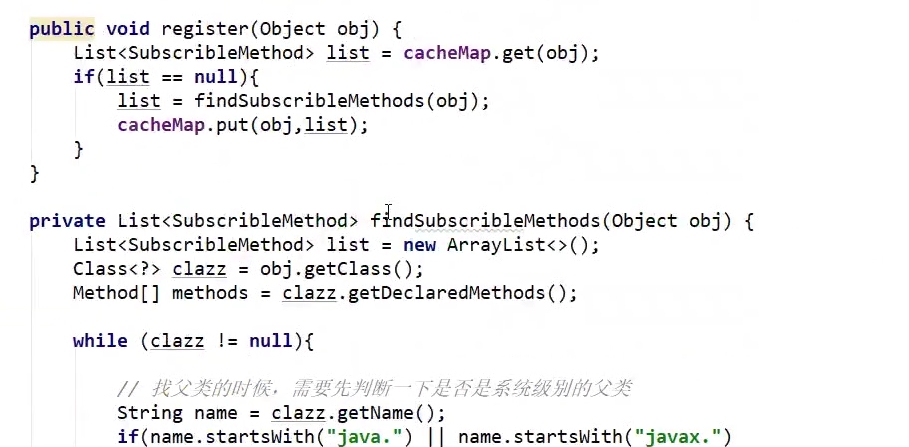 public void register(Object obj) {
List<SubscribleMethod> list = cacheMap.get(obj);
if(list == null){
list = findSubscribleMethods(obj);
cacheMap.put(obj,list);
}
}
private List<SubscribleMethod> findSubscribleMethods(Object obj) {
List<SubscribleMethod> list = new ArrayList<>();
Class<?> clazz = obj.getClass();
Method[] methods = clazz.getDeclaredMethods();
while (clazz != null){
// 找父类的时候，需要先判断一下是否是系统级别的父类
String name = clazz.getName();
if(name.startsWith("java.") || name.startsWith("javax.")